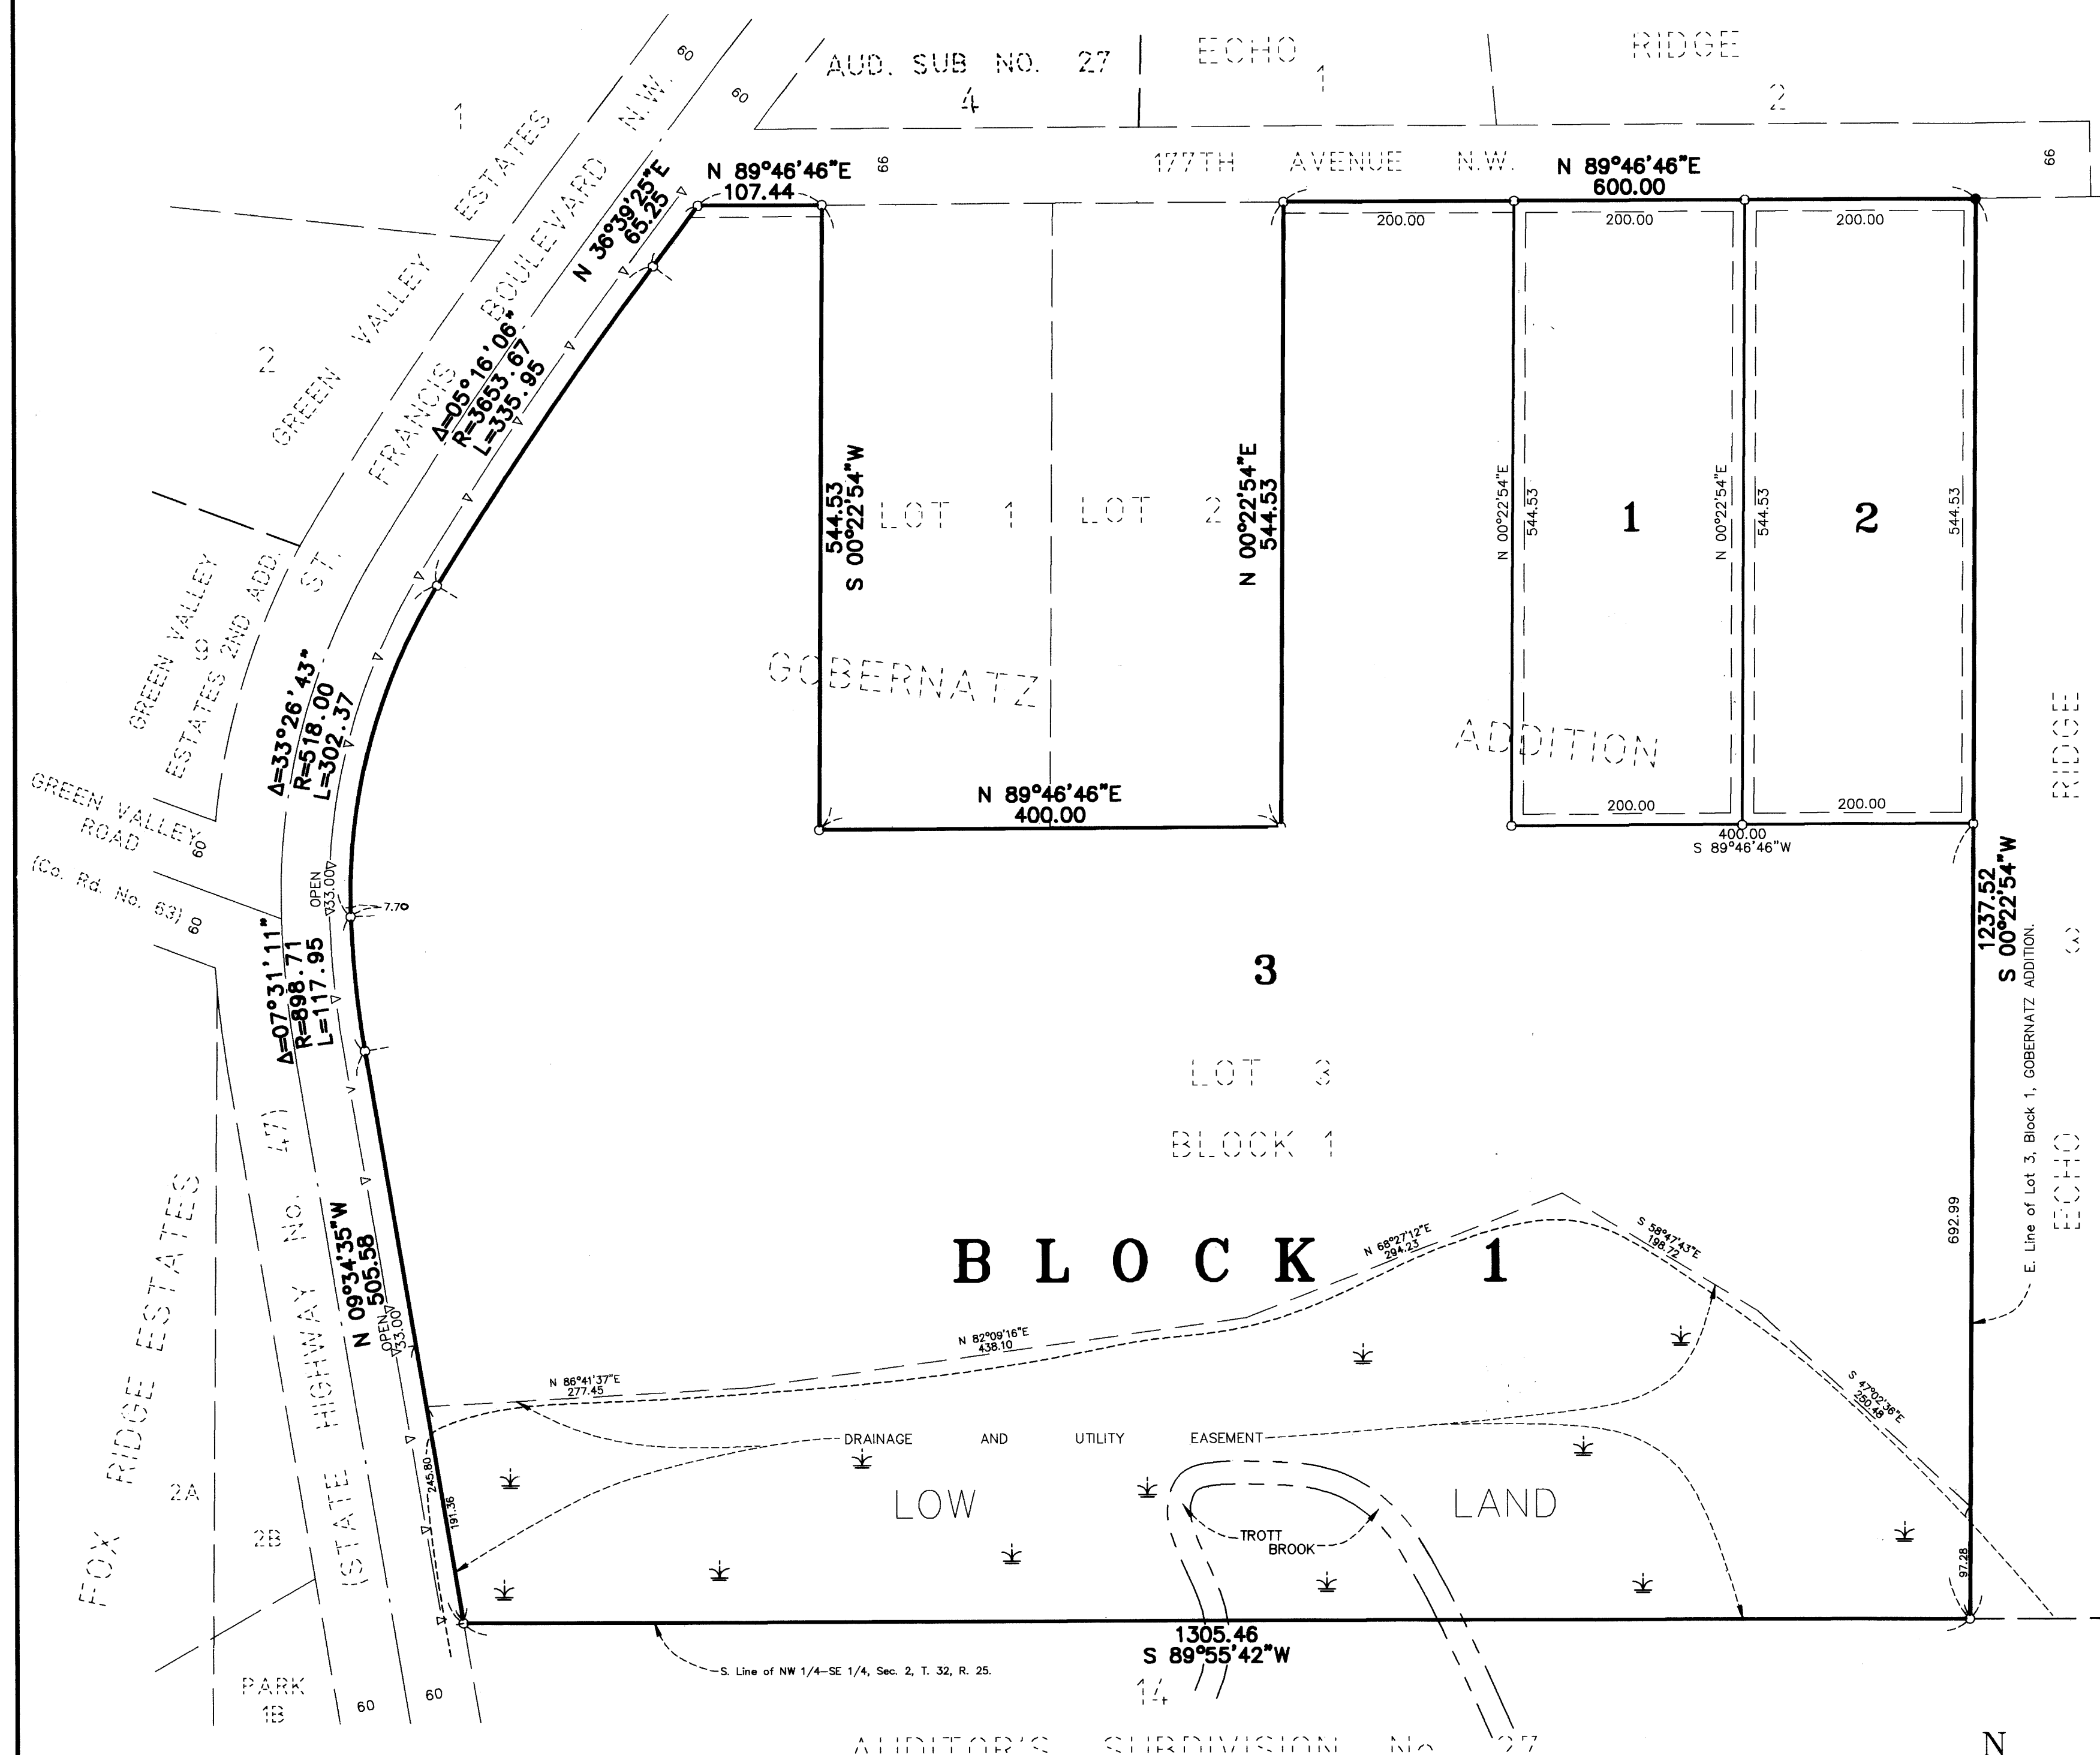 AUD. SUB NO. 27
4
ECHO
1
RIDGE
2
60
60
1
GREEN VALLEY ESTATES
2
ST. FRANCIS BOULEVARD N.W.
(STATE HIGHWAY No. 47)
66
177TH AVENUE N.W.
66
N 89°46'46"E
107.44
N 89°46'46"E
600.00
200.00
200.00
200.00
N 36°39'25"E
65.25
Δ=05°16'06"
R=3653.67
L=335.95
544.53
S 00°22'54"W
LOT 1
LOT 2
N 00°22'54"E
544.53
N 00°22'54"E
544.53
1
N 00°22'54"E
544.53
2
544.53
GREEN VALLEY
ESTATES 2ND ADD.
Δ=33°26'43"
R=518.00
L=302.37
GOBERNATZ
ADDITION
N 89°46'46"E
400.00
200.00
200.00
400.00
S 89°46'46"W
ECHO 3 RIDGE
GREEN VALLEY
ROAD
(Co. Rd. No. 63)
60
60
OPEN
33.00
7.70
1237.52
S 00°22'54"W
3
Δ=07°31'11"
R=898.71
L=117.95
E. Line of Lot 3, Block 1, GOBERNATZ ADDITION.
LOT 3
BLOCK 1
692.99
BLOCK 1
N 09°34'35"W
505.58
OPEN
33.00
N 68°27'12"E
294.23
S 58°47'43"E
198.72
N 82°09'16"E
438.10
N 86°41'37"E
277.45
S 47°02'36"E
250.48
DRAINAGE AND UTILITY EASEMENT
FOX RIDGE ESTATES
2A
2B
245.80
191.36
LOW LAND
TROTT
BROOK
97.28
1305.46
S 89°55'42"W
S. Line of NW 1/4-SE 1/4, Sec. 2, T. 32, R. 25.
PARK
1B
60
60
14
AUDITOR'S SUBDIVISION No. 27
N